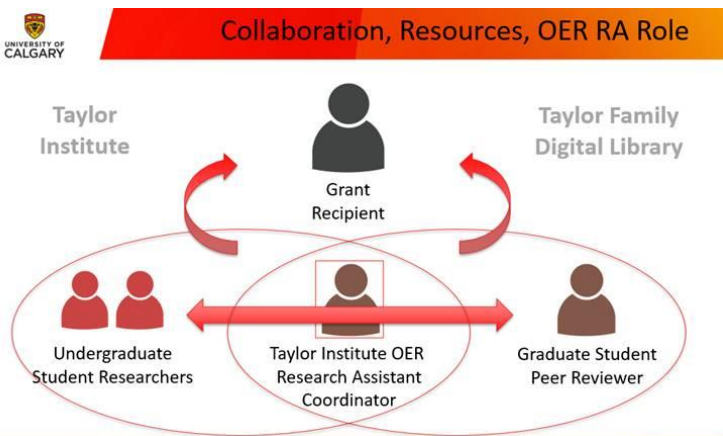 UNIVERSITY OF
CALGARY
Collaboration, Resources, OER RA Role
Taylor
Institute
Taylor Family
Digital Library
Grant
Recipient
Undergraduate
Student Researchers
Taylor Institute OER
Research Assistant
Coordinator
Graduate Student
Peer Reviewer